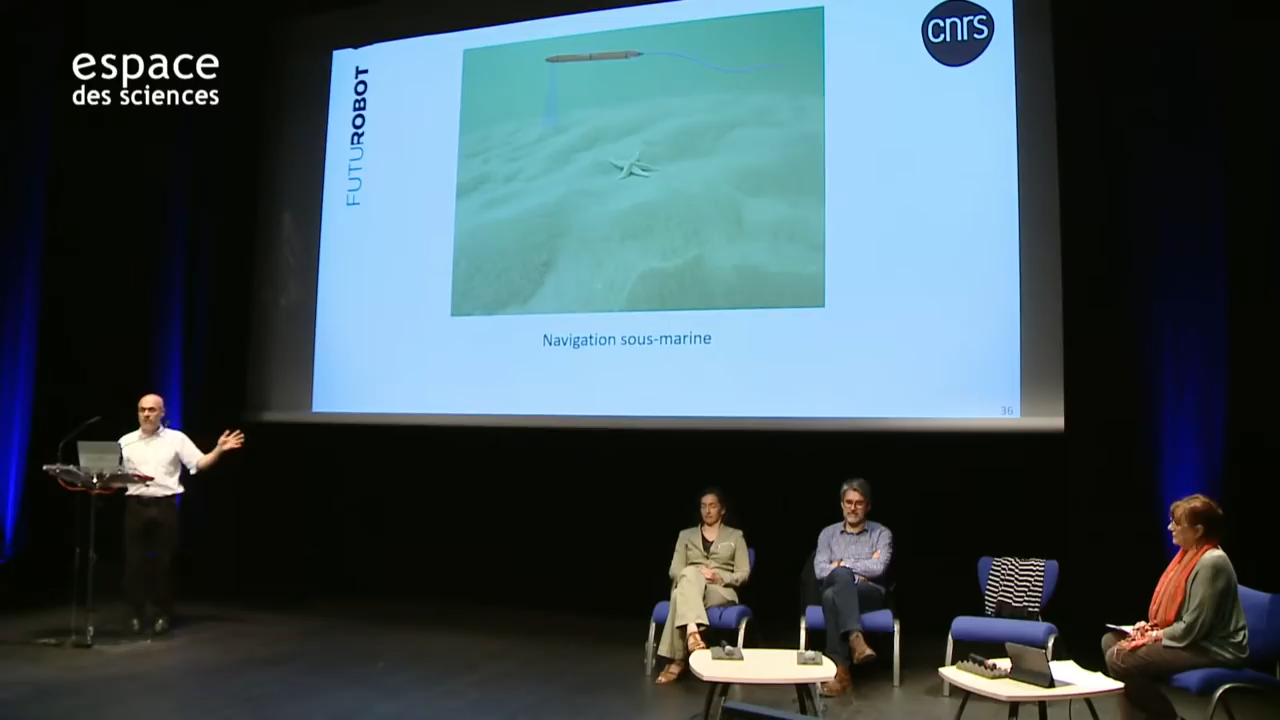 espace
des sciences
FUTUROBOT
cnrs
Navigation sous-marine
36